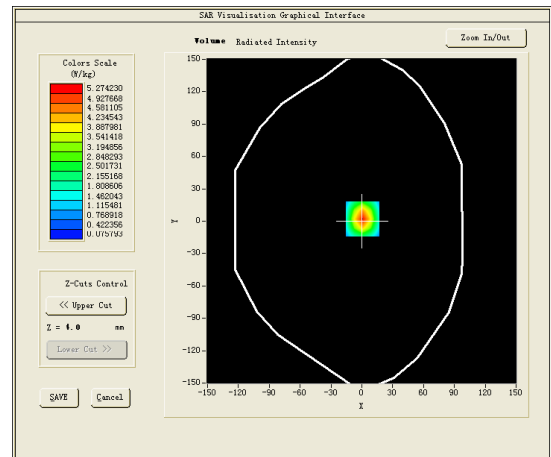 SAR Visualisation Graphical Interface
Volume Radiated Intensity
Zoom In/Out
Colors Scale
(W/kg)
5.274230
4.927668
4.581105
4.234543
3.887981
3.541418
3.194856
2.848293
2.501731
2.155168
1.808606
1.462043
1.115481
0.768918
0.422356
0.075793
Z-Cuts Control
<< Upper Cut
Z = 4.0 mm
Lower Cut >>
SAVE
Cancel
150
120
90
60
30
0
-30
-60
-90
-120
-150
Y
-150 -120 -90 -60 -30 0 30 60 90 120 150
X